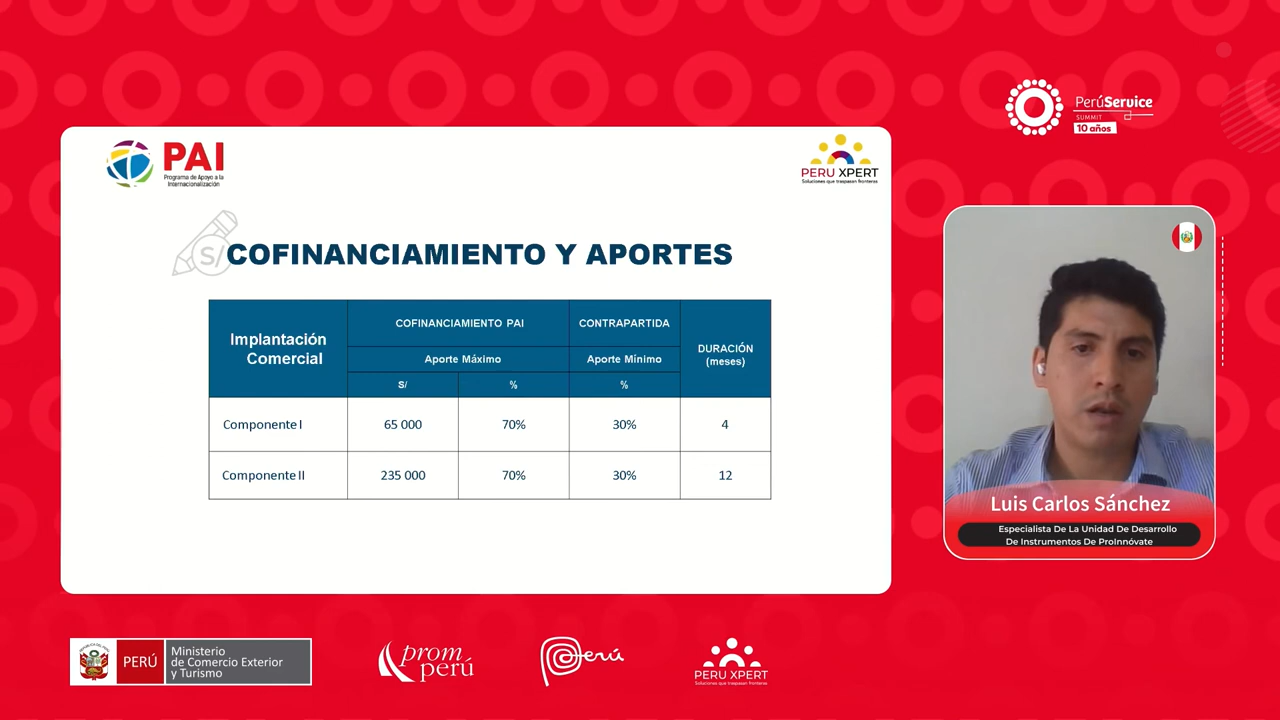 PAI
Programa de Apoyo a la
Internacionalización
PERU XPERT
Soluciones que traspasan fronteras
S/
COFINANCIAMIENTO Y APORTES
Implantación
Comercial
COFINANCIAMIENTO PAI
CONTRAPARTIDA
DURACIÓN
(meses)
Aporte Máximo
Aporte Mínimo
S/
%
%
Componente I
65 000
70%
30%
4
Componente II
235 000
70%
30%
12
PerúService
SUMMIT
10 años
Luis Carlos Sánchez
Especialista De La Unidad De Desarrollo
De Instrumentos De ProInnóvate
PERÚ
Ministerio
de Comercio Exterior
y Turismo
prom
perú
Perú
PERU XPERT
Soluciones que traspasan fronteras